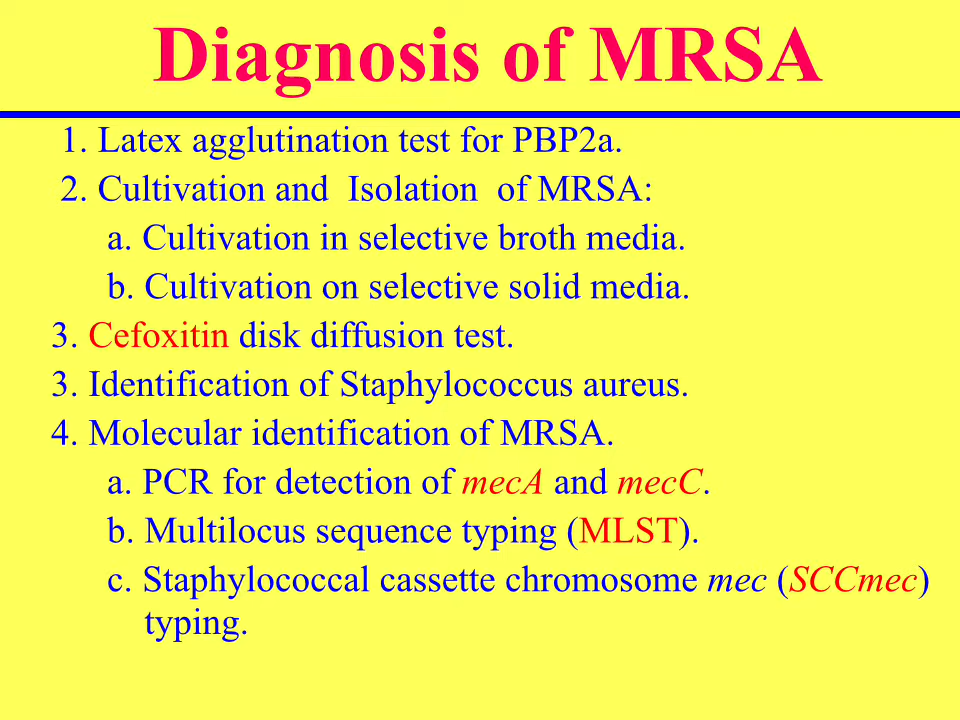 Diagnosis of MRSA
1. Latex agglutination test for PBP2a.
2. Cultivation and Isolation of MRSA:
a. Cultivation in selective broth media.
b. Cultivation on selective solid media.
3. Cefoxitin disk diffusion test.
3. Identification of Staphylococcus aureus.
4. Molecular identification of MRSA.
a. PCR for detection of mecA and mecC.
b. Multilocus sequence typing (MLST).
c. Staphylococcal cassette chromosome mec (SCCmec)
typing.